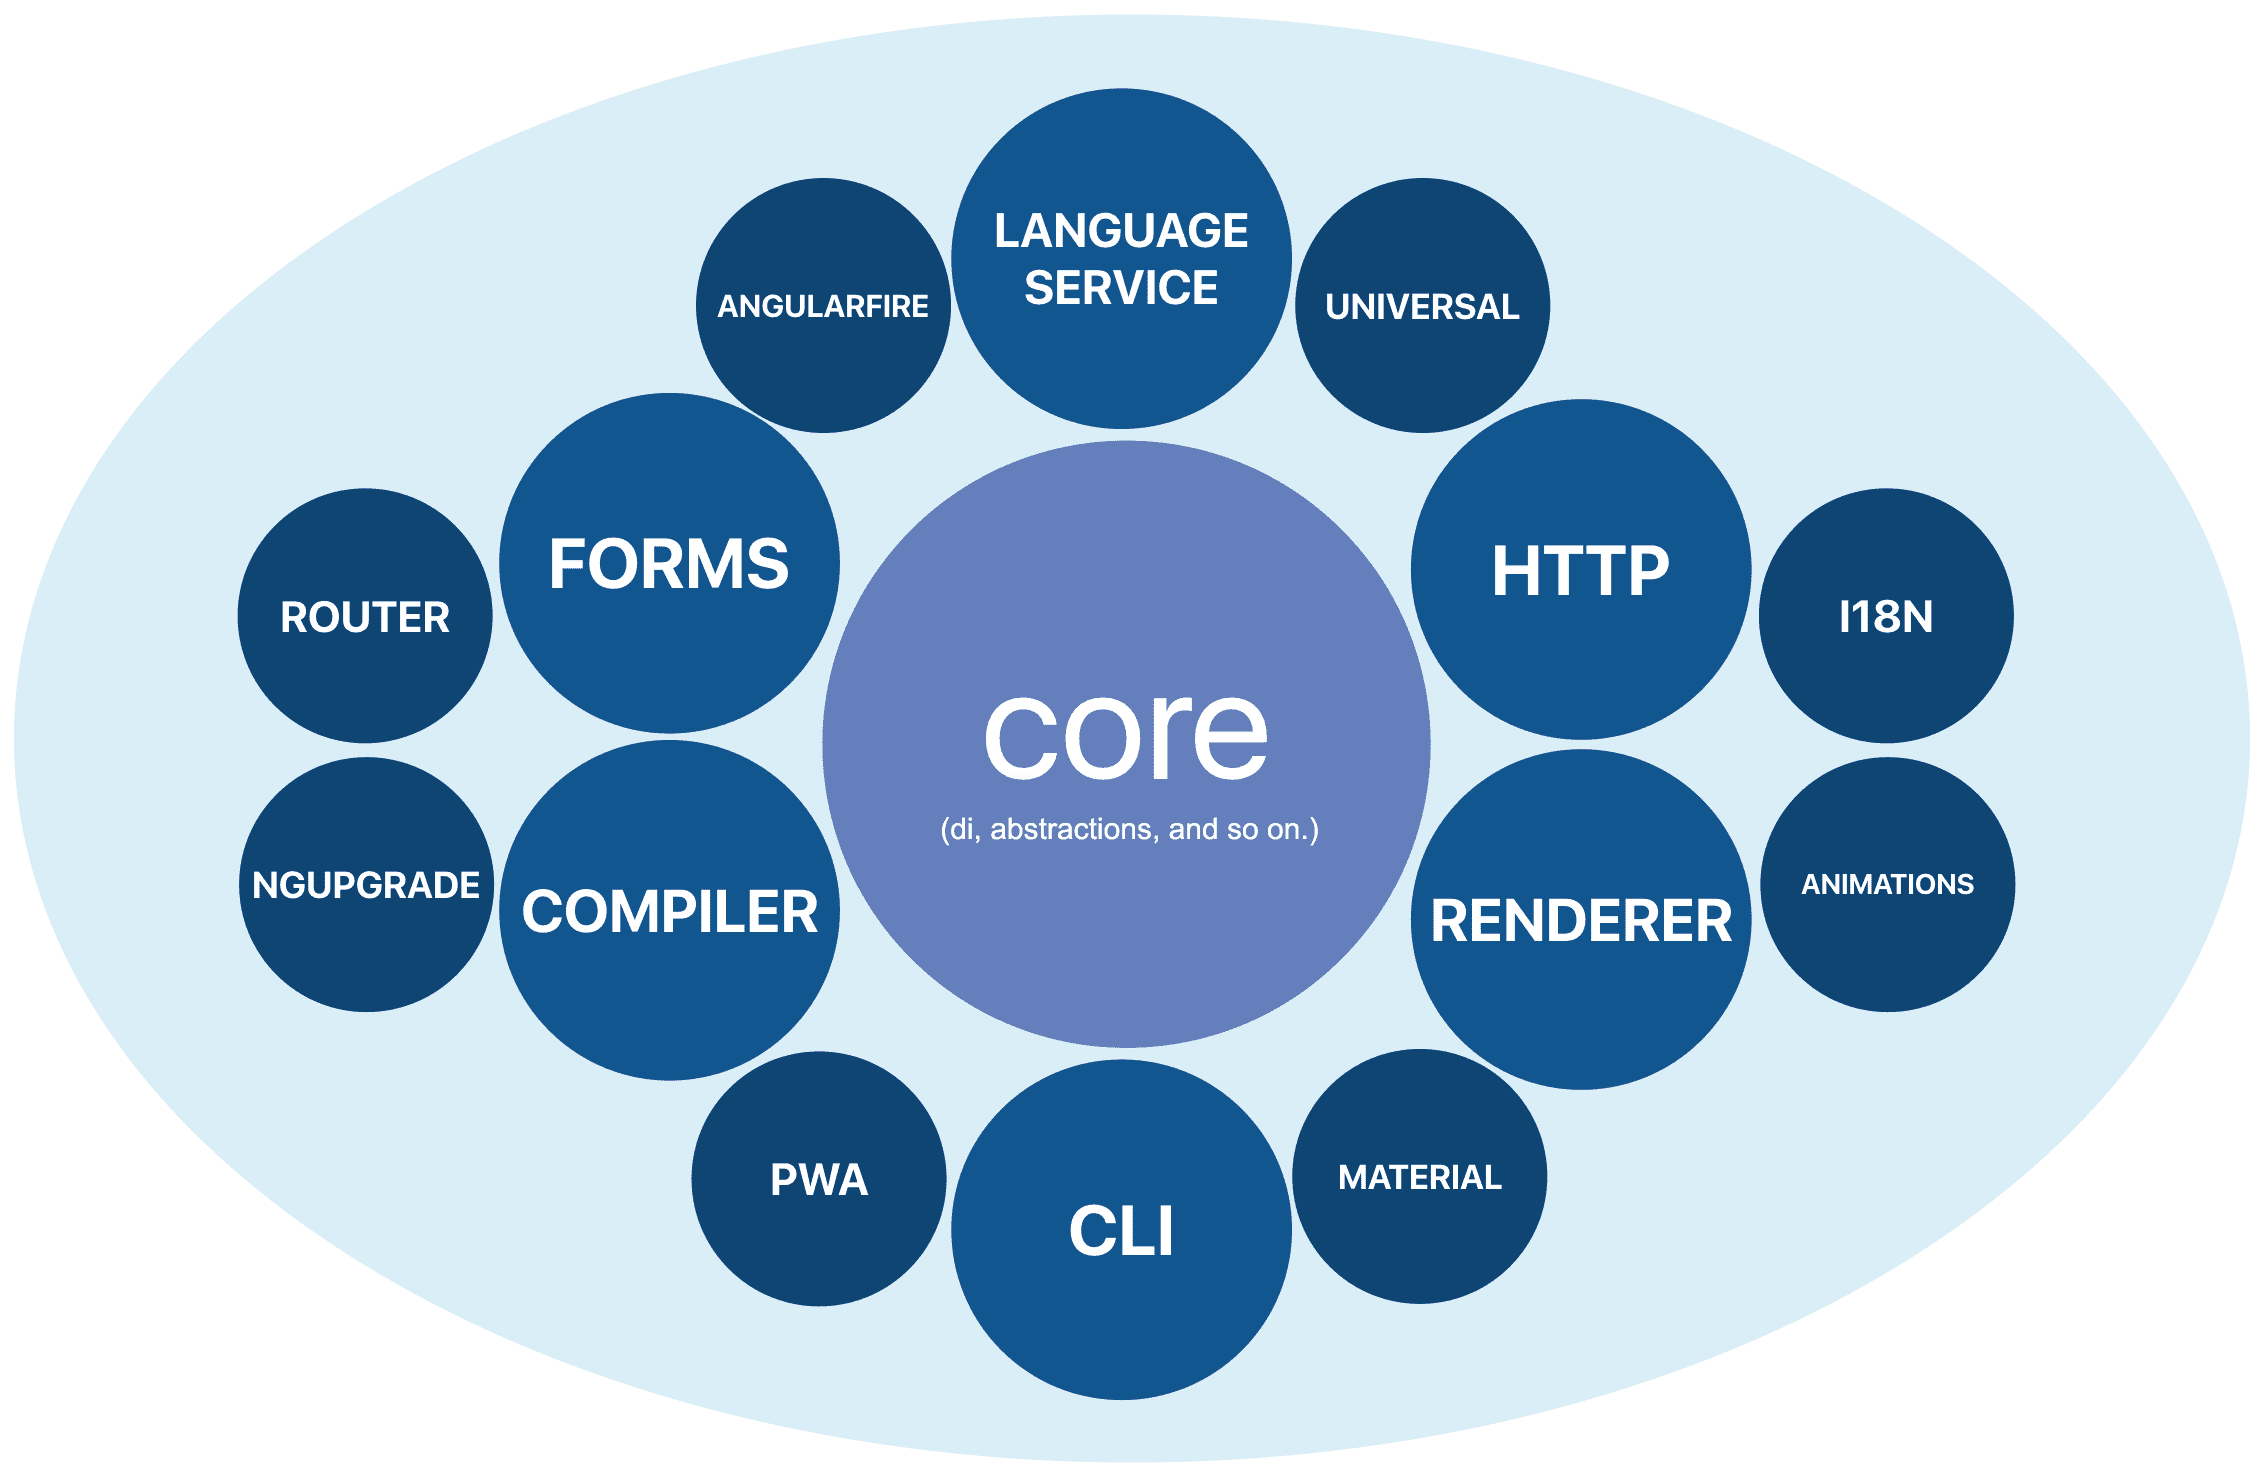 LANGUAGE
SERVICE
ANGULARFIRE
UNIVERSAL
FORMS
HTTP
ROUTER
I18N
core
(di, abstractions, and so on.)
NGUPGRADE
COMPILER
RENDERER
ANIMATIONS
PWA
CLI
MATERIAL